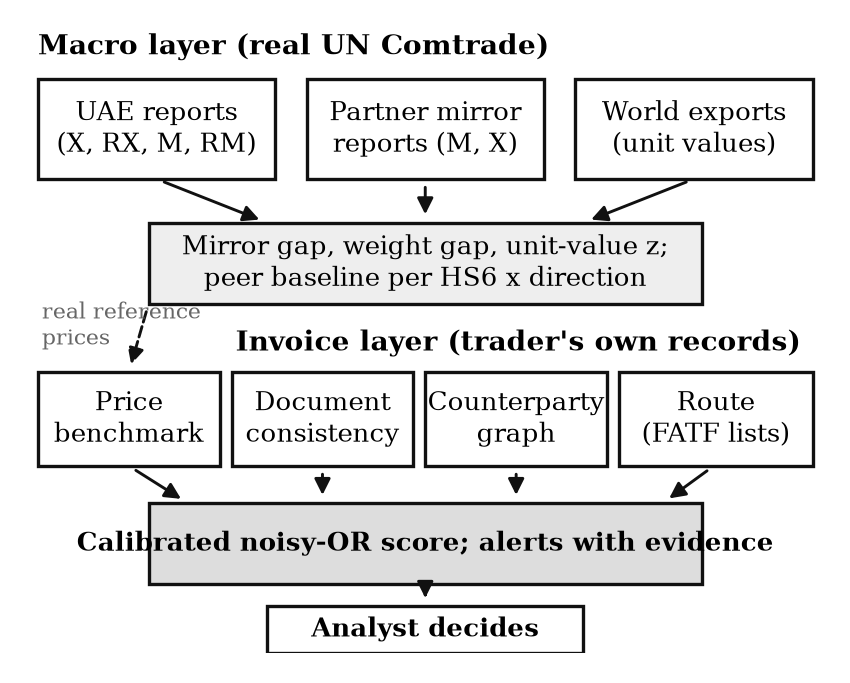 Macro layer (real UN Comtrade)
UAE reports
(X, RX, M, RM)
Partner mirror
reports (M, X)
World exports
(unit values)
Mirror gap, weight gap, unit-value z;
peer baseline per HS6 x direction
real reference
prices
Invoice layer (trader's own records)
Price
benchmark
Document
consistency
Counterparty
graph
Route
(FATF lists)
Calibrated noisy-OR score; alerts with evidence
Analyst decides